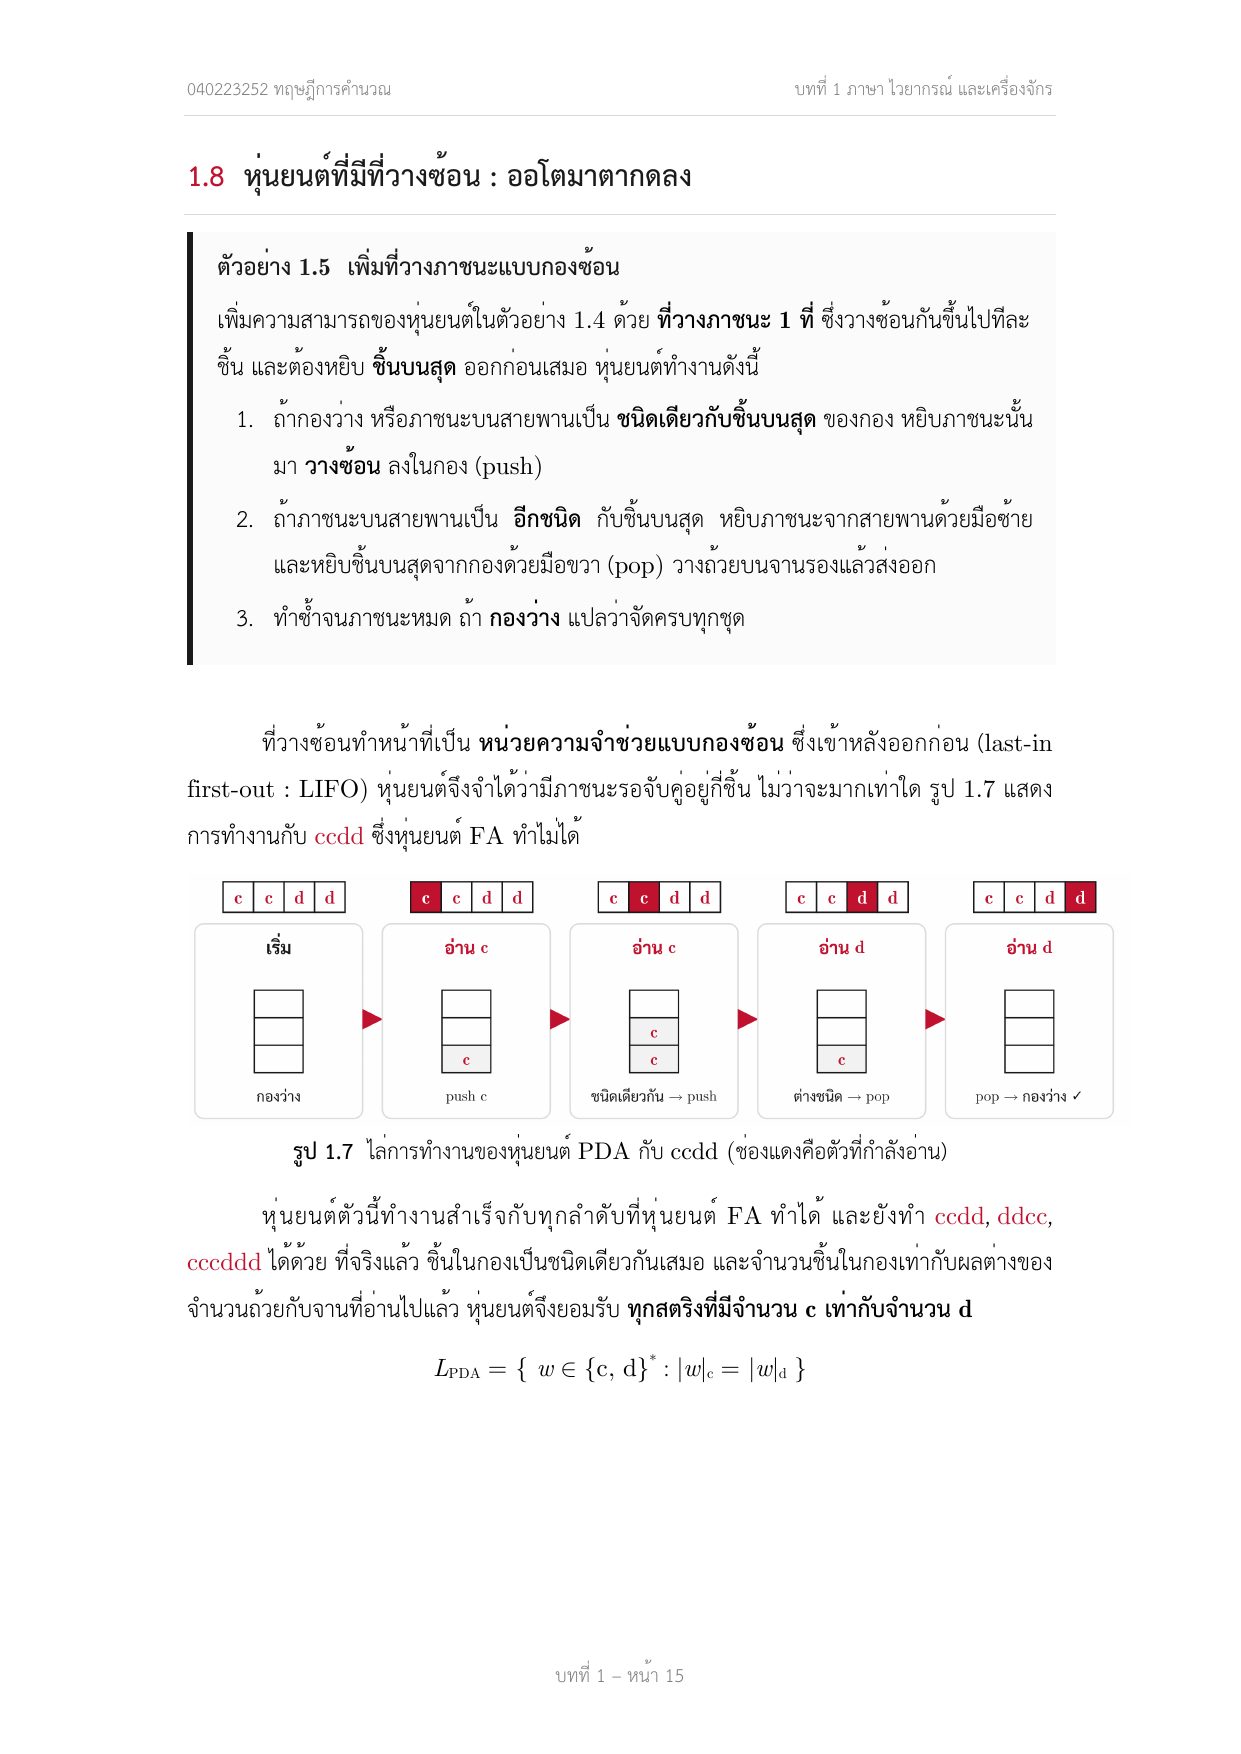 040223252 ทฤษฎีการคำนวณ
บทที่ 1 ภาษา ไวยากรณ์ และเครื่องจักร
1.8 หุ่นยนต์ที่มีที่วางซ้อน : ออโตมาตากดลง
ตัวอย่าง 1.5 เพิ่มที่วางภาชนะแบบกองซ้อน
เพิ่มความสามารถของหุ่นยนต์ในตัวอย่าง 1.4 ด้วย ที่วางภาชนะ 1 ที่ ซึ่งวางซ้อนกันขึ้นไปทีละ
ชิ้น และต้องหยิบ ชิ้นบนสุด ออกก่อนเสมอ หุ่นยนต์ทำงานดังนี้
1. ถ้ากองว่าง หรือภาชนะบนสายพานเป็น ชนิดเดียวกับชิ้นบนสุด ของกอง หยิบภาชนะนั้น
มา วางซ้อน ลงในกอง (push)
2. ถ้าภาชนะบนสายพานเป็น อีกชนิด กับชิ้นบนสุด หยิบภาชนะจากสายพานด้วยมือซ้าย
และหยิบชิ้นบนสุดจากกองด้วยมือขวา (pop) วางถ้วยบนจานรองแล้วส่งออก
3. ทำซ้ำจนภาชนะหมด ถ้า กองว่าง แปลว่าจัดครบทุกชุด
ที่วางซ้อนทำหน้าที่เป็น หน่วยความจำช่วยแบบกองซ้อน ซึ่งเข้าหลังออกก่อน (last-in
first-out : LIFO) หุ่นยนต์จึงจำได้ว่ามีภาชนะรอจับคู่อยู่กี่ชิ้น ไม่ว่าจะมากเท่าใด รูป 1.7 แสดง
การทำงานกับ ccdd ซึ่งหุ่นยนต์ FA ทำไม่ได้
c c d d c c d d c c d d c c d d c c d d
เริ่ม อ่าน c อ่าน c อ่าน d อ่าน d
c
c c c
กองว่าง push c ชนิดเดียวกัน → push ต่างชนิด → pop pop → กองว่าง ✓
รูป 1.7 ไล่การทำงานของหุ่นยนต์ PDA กับ ccdd (ช่องแดงคือตัวที่กำลังอ่าน)
หุ่นยนต์ตัวนี้ทำงานสำเร็จกับทุกลำดับที่หุ่นยนต์ FA ทำได้ และยังทำ ccdd, ddcc,
cccddd ได้ด้วย ที่จริงแล้ว ชิ้นในกองเป็นชนิดเดียวกันเสมอ และจำนวนชิ้นในกองเท่ากับผลต่างของ
จำนวนถ้วยกับจานที่อ่านไปแล้ว หุ่นยนต์จึงยอมรับ ทุกสตริงที่มีจำนวน c เท่ากับจำนวน d
L_PDA = { w ∈ {c, d}* : |w|_c = |w|_d }
บทที่ 1 – หน้า 15